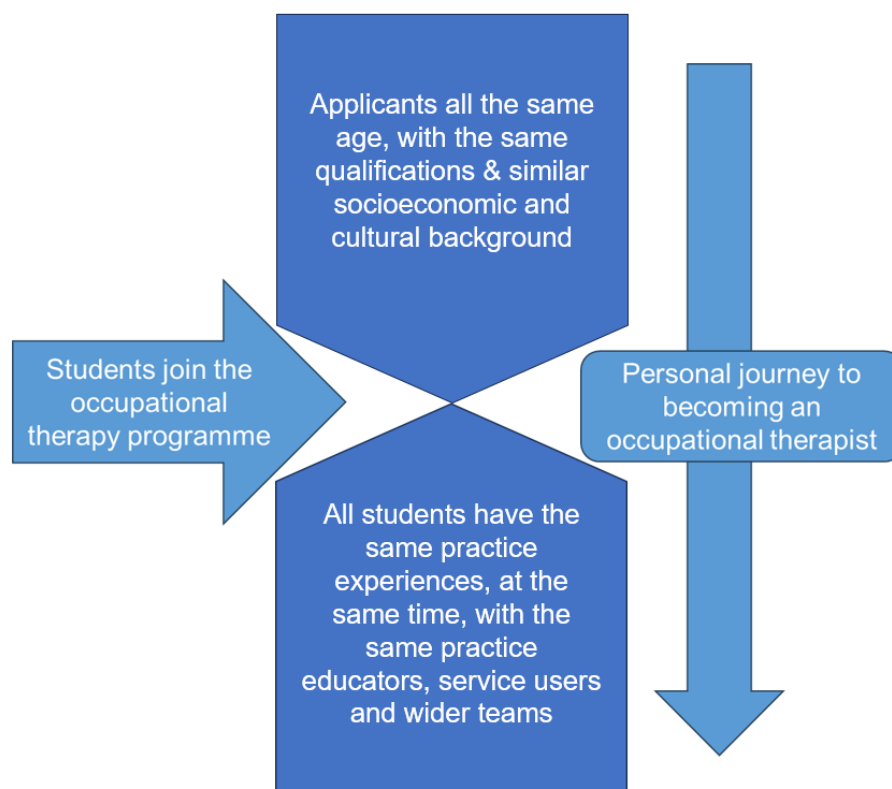 Applicants all the same
age, with the same
qualifications & similar
socioeconomic and
cultural background
Students join the
occupational
therapy programme
Personal journey to
becoming an
occupational therapist
All students have the
same practice
experiences, at the
same time, with the
same practice
educators, service users
and wider teams